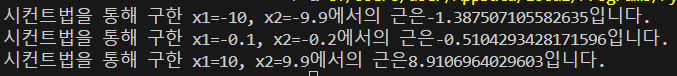 시컨트법을 통해 구한 x1=-10, x2=-9.9에서의 근은-1.387507105582635입니다.
시컨트법을 통해 구한 x1=-0.1, x2=-0.2에서의 근은-0.5104293428171596입니다.
시컨트법을 통해 구한 x1=10, x2=9.9에서의 근은8.9106964029603입니다.